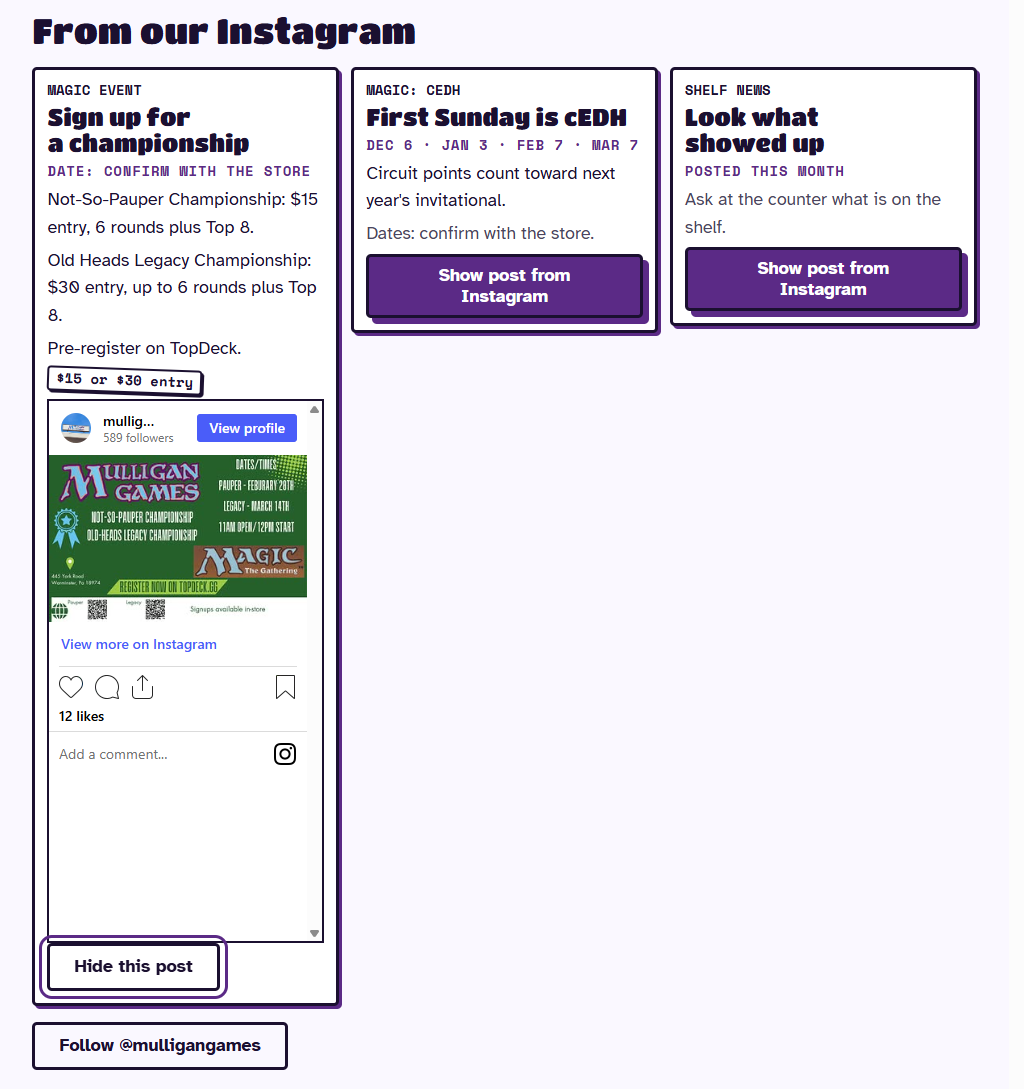 From our Instagram
MAGIC EVENT
Sign up for
a championship
DATE: CONFIRM WITH THE STORE
Not-So-Pauper Championship: $15
entry, 6 rounds plus Top 8.
Old Heads Legacy Championship:
$30 entry, up to 6 rounds plus Top
8.
Pre-register on TopDeck.
$15 or $30 entry
mullig...
589 followers
View profile
MULLIGAN
GAMES
NOT-SO-PAUPER CHAMPIONSHIP
OLD-HEADS LEGACY CHAMPIONSHIP
DATES/TIMES:
PAUPER - FEBURARY 28TH
LEGACY - MARCH 14TH
11AM OPEN/12PM START
MAGIC
The Gathering
445 York Road
Warminster, Pa 18974
REGISTER NOW ON TOPDECK.GG
Pauper
Legacy
Signups available in-store
View more on Instagram
12 likes
Add a comment...
Hide this post
MAGIC: CEDH
First Sunday is cEDH
DEC 6 · JAN 3 · FEB 7 · MAR 7
Circuit points count toward next
year's invitational.
Dates: confirm with the store.
Show post from
Instagram
SHELF NEWS
Look what
showed up
POSTED THIS MONTH
Ask at the counter what is on the
shelf.
Show post from
Instagram
Follow @mulligangames